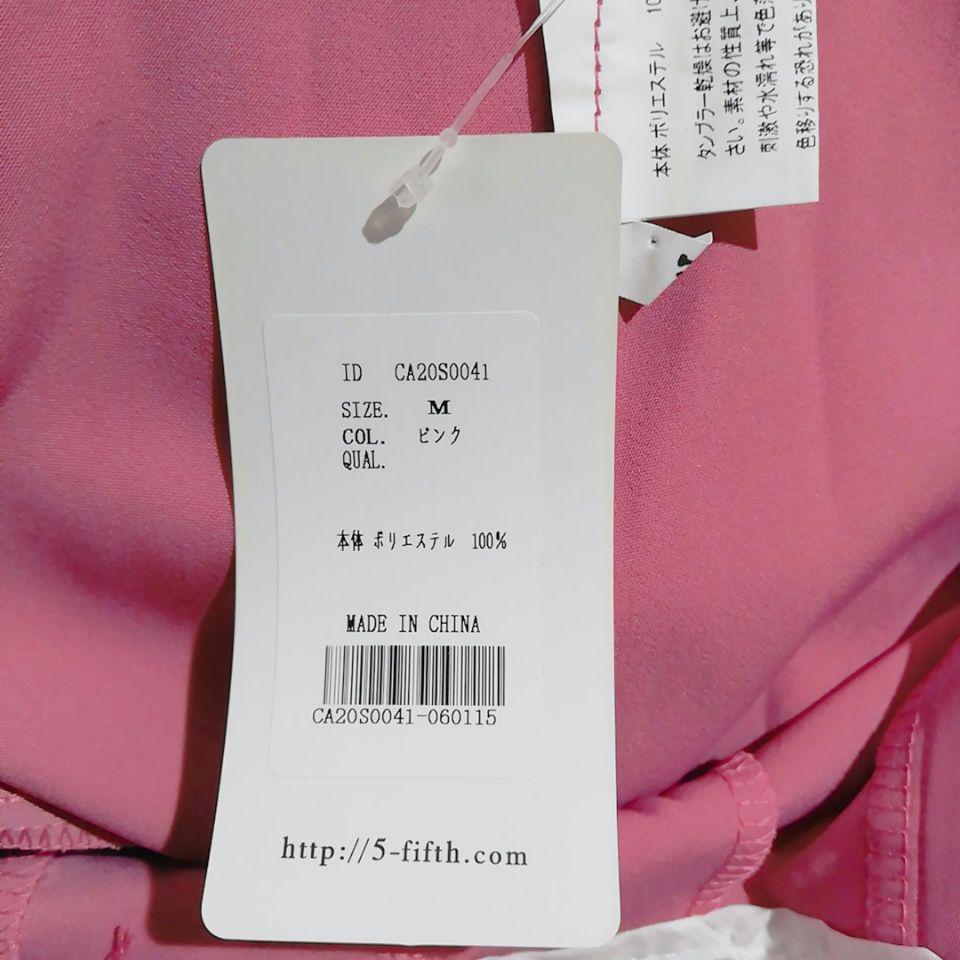 ID CA20S0041
SIZE. M
COL. ピンク
QUAL.
本体 ポリエステル 100%
MADE IN CHINA
CA20S0041-060115
http://5-fifth.com
本体 ポリエステル 10
タンブラー乾燥はお避け
さい。素材の性質上、
刺激や水濡れ等で色
色移りする恐れがあり